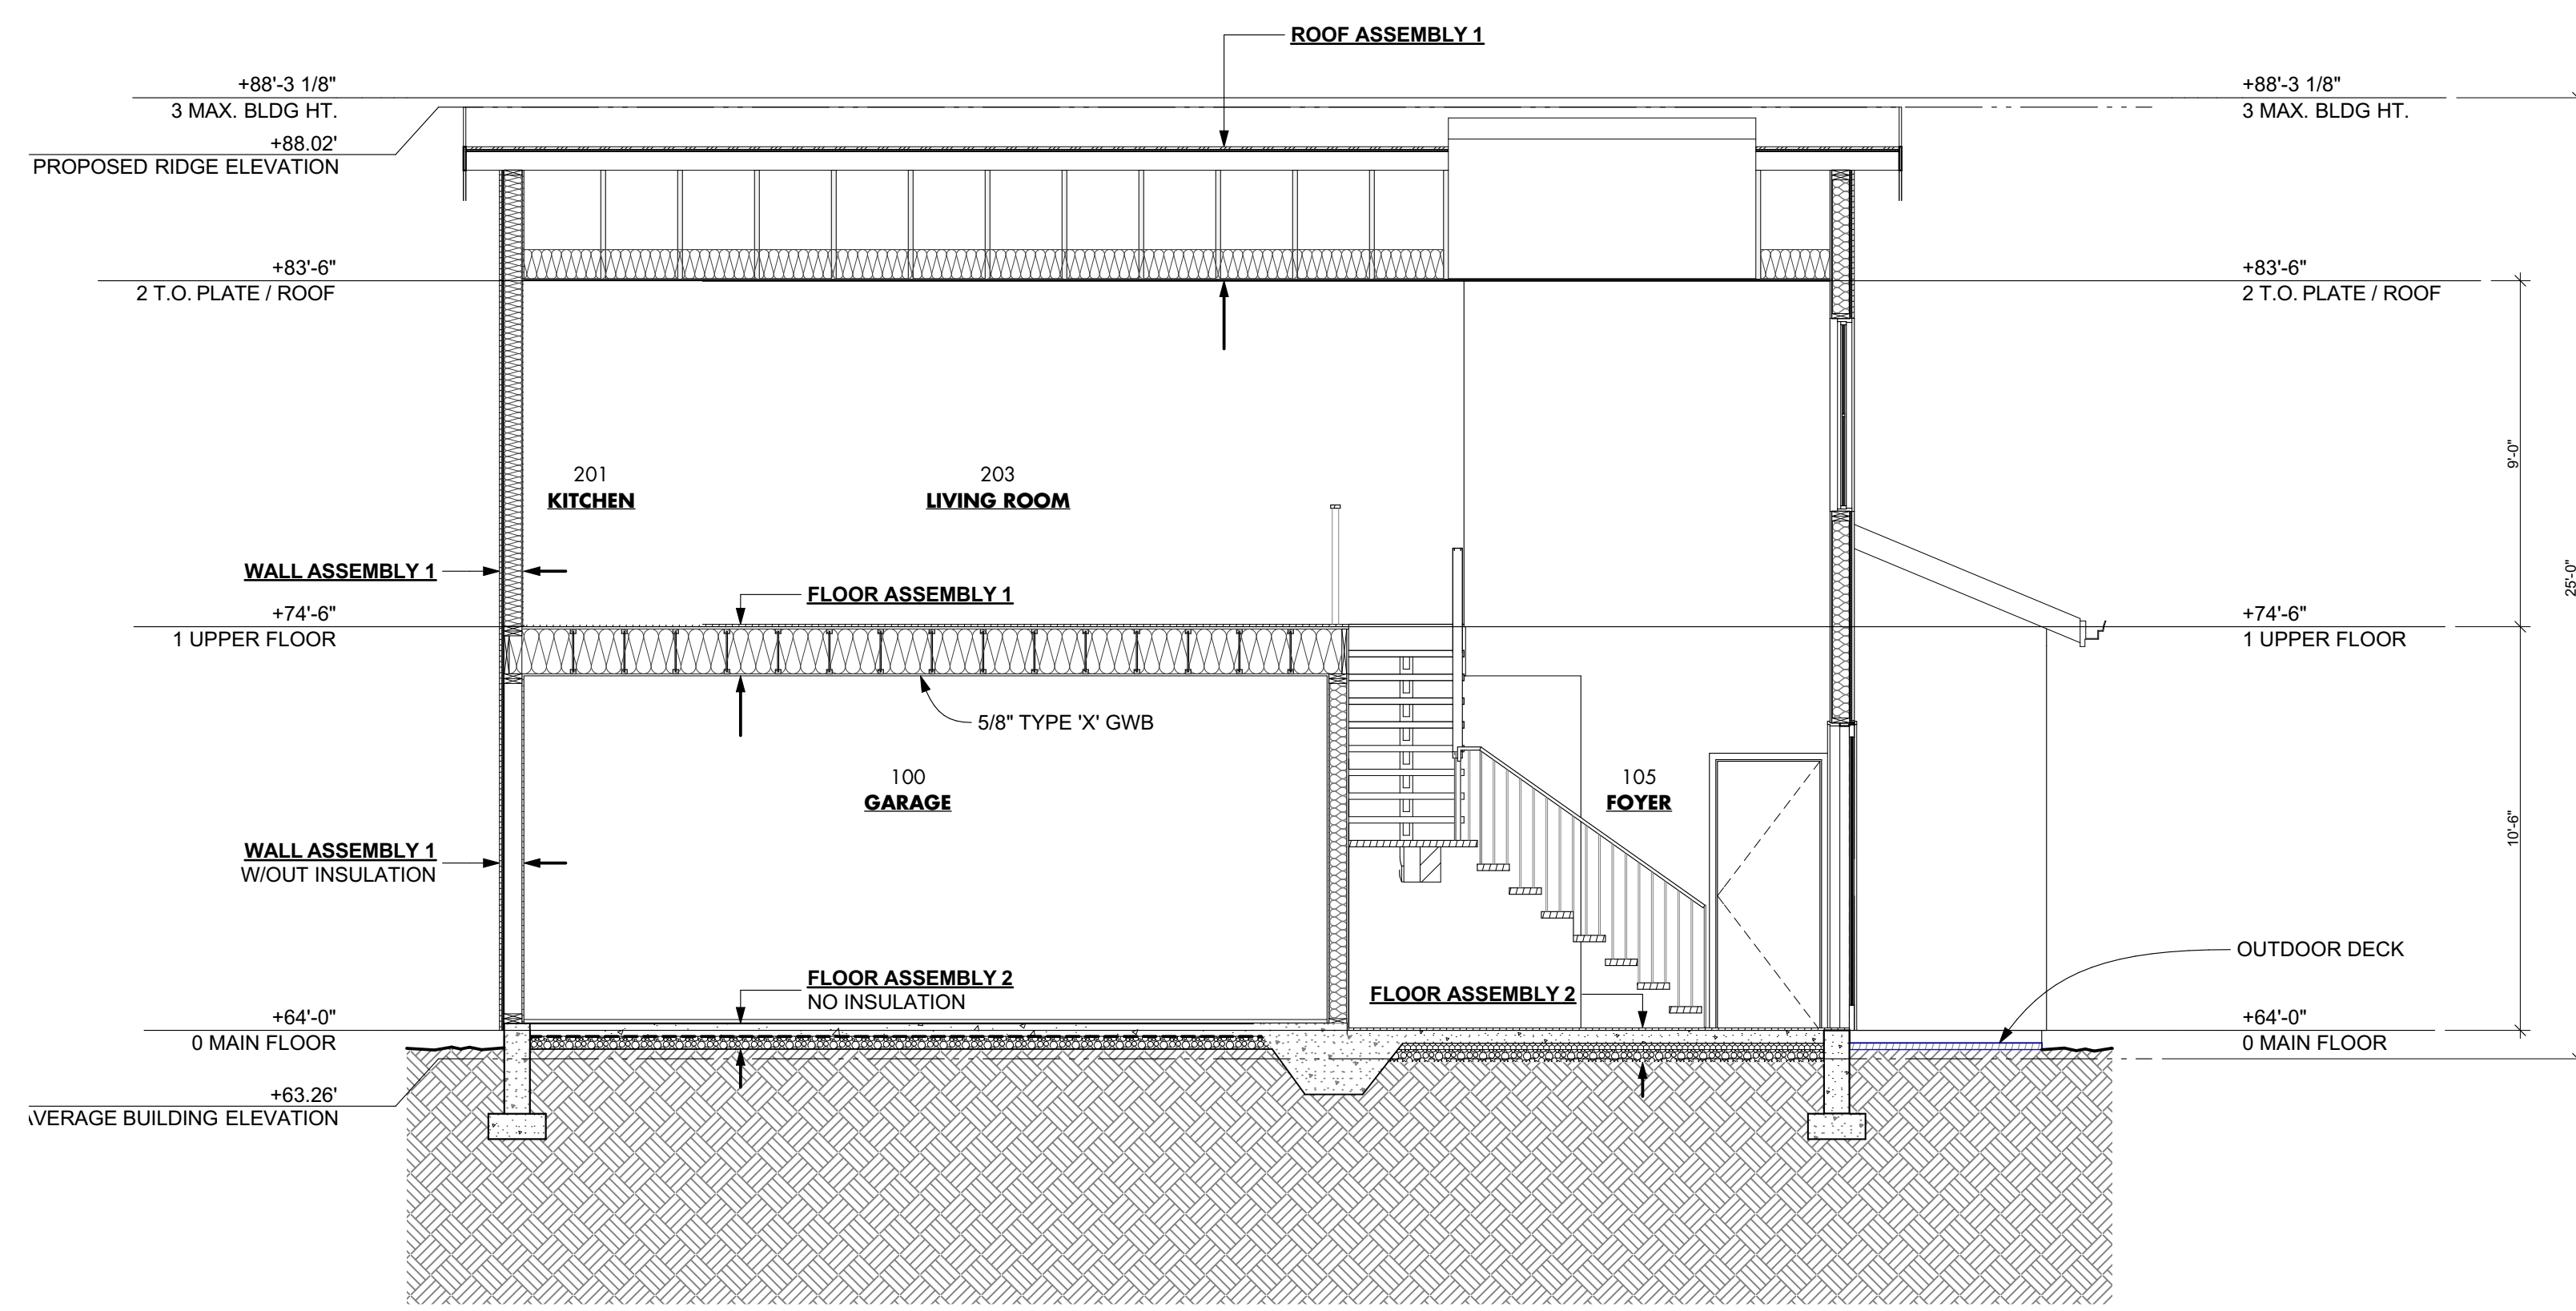 ROOF ASSEMBLY 1
+88'-3 1/8"
3 MAX. BLDG HT.
+88'-3 1/8"
3 MAX. BLDG HT.
+88.02'
PROPOSED RIDGE ELEVATION
+83'-6"
2 T.O. PLATE / ROOF
+83'-6"
2 T.O. PLATE / ROOF
201
KITCHEN
203
LIVING ROOM
9'-0"
WALL ASSEMBLY 1
FLOOR ASSEMBLY 1
25'-0"
+74'-6"
1 UPPER FLOOR
+74'-6"
1 UPPER FLOOR
5/8" TYPE 'X' GWB
100
GARAGE
105
FOYER
10'-6"
WALL ASSEMBLY 1
W/OUT INSULATION
OUTDOOR DECK
FLOOR ASSEMBLY 2
NO INSULATION
FLOOR ASSEMBLY 2
+64'-0"
0 MAIN FLOOR
+64'-0"
0 MAIN FLOOR
+63.26'
AVERAGE BUILDING ELEVATION